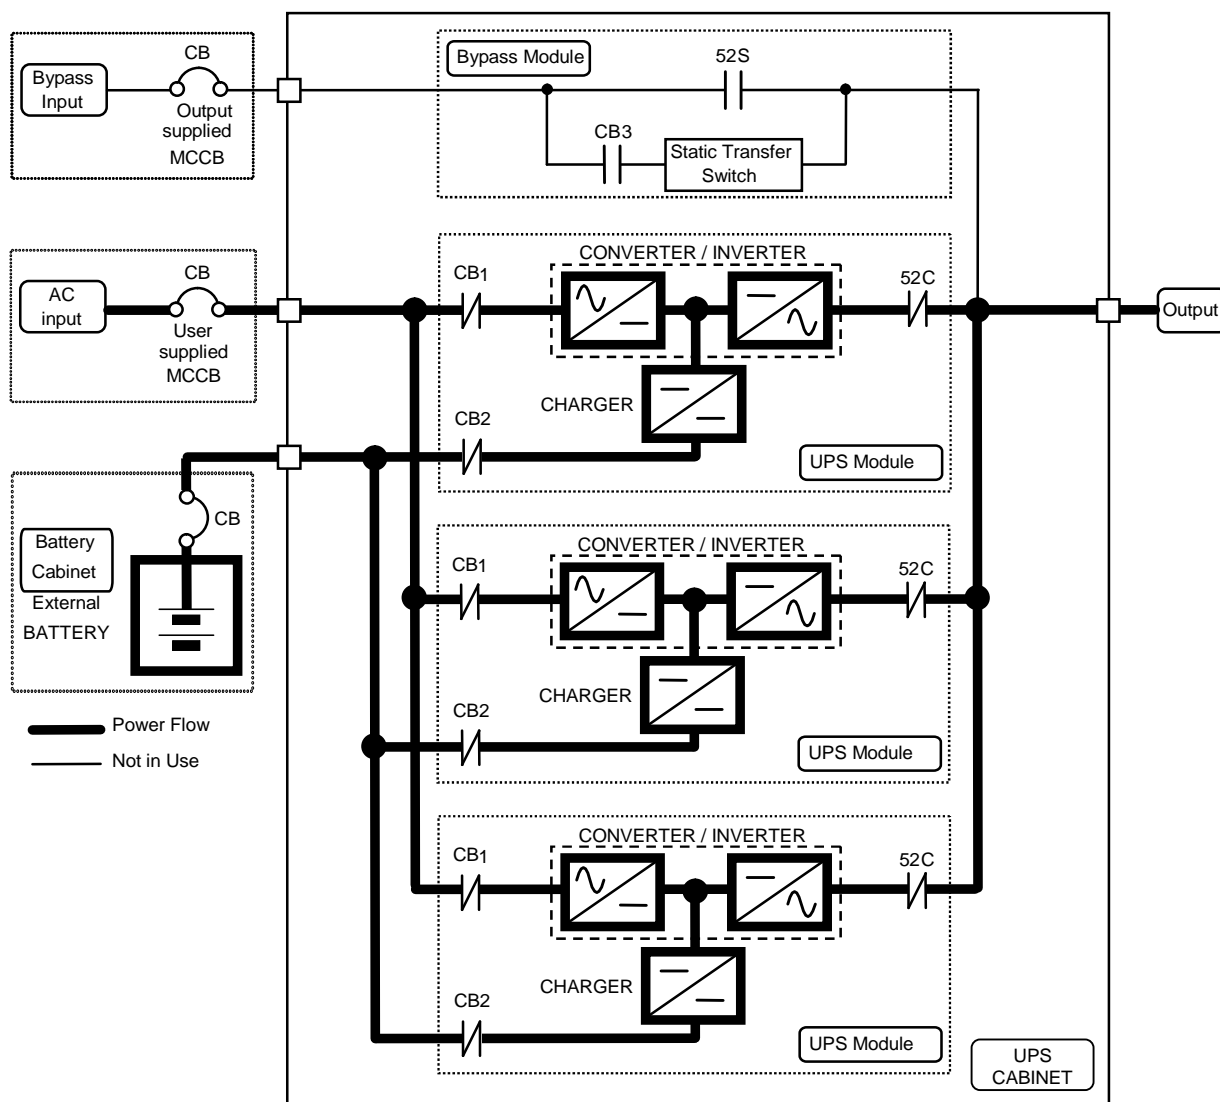 Bypass
Input
CB
Output
supplied
MCCB
Bypass Module
52S
CB3
Static Transfer
Switch
AC
input
CB
User
supplied
MCCB
CONVERTER / INVERTER
CB1
52C
Output
CHARGER
CB2
UPS Module
CB
Battery
Cabinet
External
BATTERY
CONVERTER / INVERTER
CB1
52C
CHARGER
CB2
UPS Module
Power Flow
Not in Use
CONVERTER / INVERTER
CB1
52C
CHARGER
CB2
UPS Module
UPS
CABINET